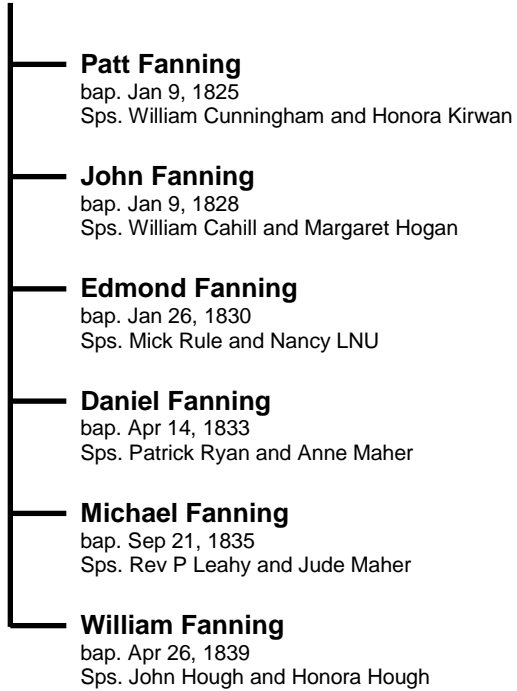 Patt Fanning
bap. Jan 9, 1825
Sps. William Cunningham and Honora Kirwan
John Fanning
bap. Jan 9, 1828
Sps. William Cahill and Margaret Hogan
Edmond Fanning
bap. Jan 26, 1830
Sps. Mick Rule and Nancy LNU
Daniel Fanning
bap. Apr 14, 1833
Sps. Patrick Ryan and Anne Maher
Michael Fanning
bap. Sep 21, 1835
Sps. Rev P Leahy and Jude Maher
William Fanning
bap. Apr 26, 1839
Sps. John Hough and Honora Hough